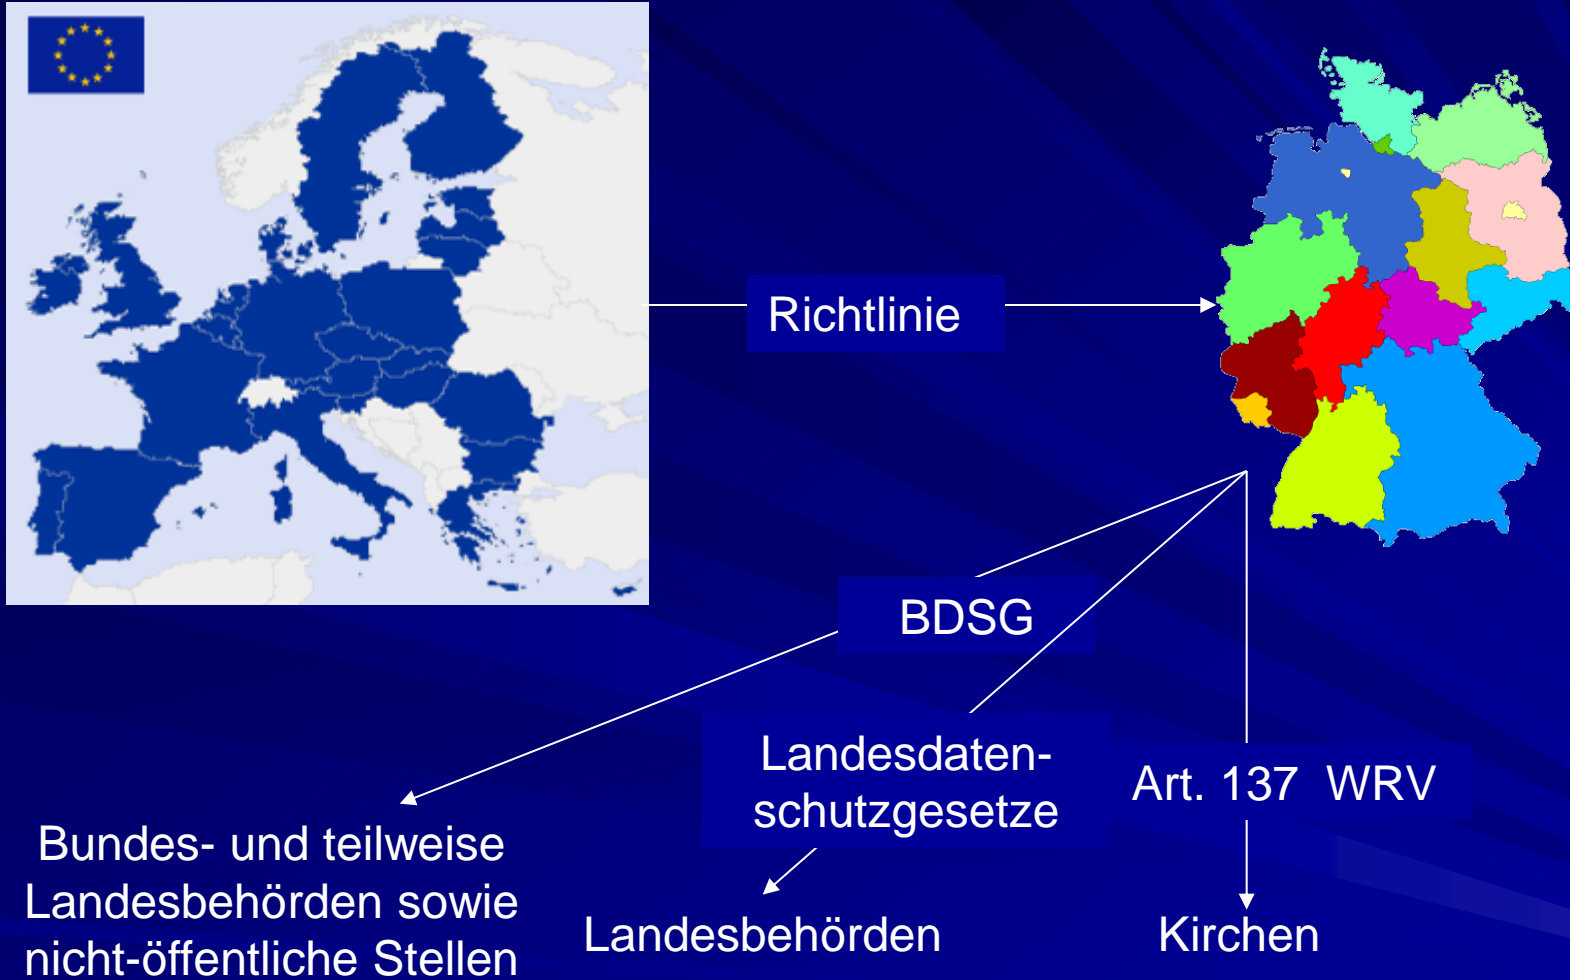 Richtlinie
BDSG
Landesdaten-
schutzgesetze
Art. 137 WRV
Bundes- und teilweise
Landesbehörden sowie
nicht-öffentliche Stellen
Landesbehörden
Kirchen